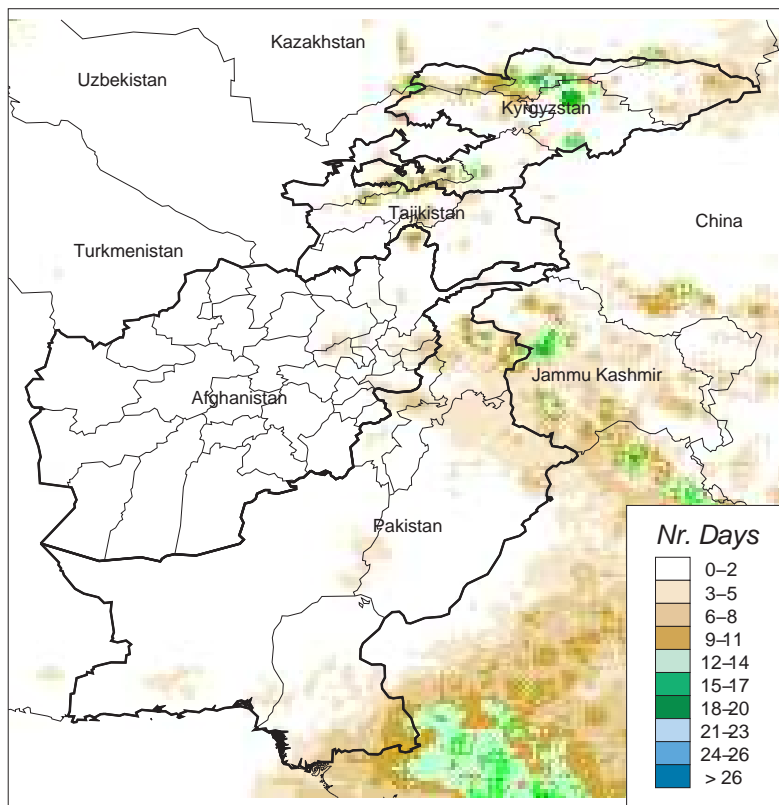 Kazakhstan
Uzbekistan
Kyrgyzstan
Tajikistan
China
Turkmenistan
Jammu Kashmir
Afghanistan
Pakistan
Nr. Days
0–2
3–5
6–8
9–11
12–14
15–17
18–20
21–23
24–26
> 26